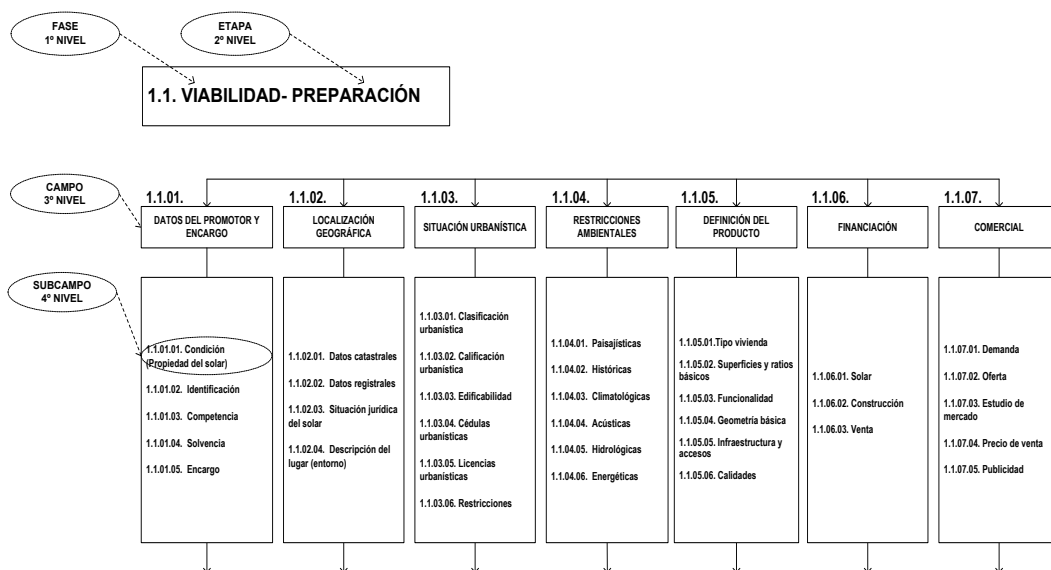 FASE
1º NIVEL
ETAPA
2º NIVEL
1.1. VIABILIDAD- PREPARACIÓN
CAMPO
3º NIVEL
1.1.01.
DATOS DEL PROMOTOR Y
ENCARGO
1.1.02.
LOCALIZACIÓN
GEOGRÁFICA
1.1.03.
SITUACIÓN URBANÍSTICA
1.1.04.
RESTRICCIONES
AMBIENTALES
1.1.05.
DEFINICIÓN DEL
PRODUCTO
1.1.06.
FINANCIACIÓN
1.1.07.
COMERCIAL
SUBCAMPO
4º NIVEL
1.1.01.01. Condición
(Propiedad del solar)
1.1.01.02. Identificación
1.1.01.03. Competencia
1.1.01.04. Solvencia
1.1.01.05. Encargo
1.1.02.01. Datos catastrales
1.1.02.02. Datos registrales
1.1.02.03. Situación jurídica
del solar
1.1.02.04. Descripción del
lugar (entorno)
1.1.03.01. Clasificación
urbanística
1.1.03.02. Calificación
urbanística
1.1.03.03. Edificabilidad
1.1.03.04. Cédulas
urbanísticas
1.1.03.05. Licencias
urbanísticas
1.1.03.06. Restricciones
1.1.04.01. Paisajísticas
1.1.04.02. Históricas
1.1.04.03. Climatológicas
1.1.04.04. Acústicas
1.1.04.05. Hidrológicas
1.1.04.06. Energéticas
1.1.05.01.Tipo vivienda
1.1.05.02. Superficies y ratios
básicos
1.1.05.03. Funcionalidad
1.1.05.04. Geometría básica
1.1.05.05. Infraestructura y
accesos
1.1.05.06. Calidades
1.1.06.01. Solar
1.1.06.02. Construcción
1.1.06.03. Venta
1.1.07.01. Demanda
1.1.07.02. Oferta
1.1.07.03. Estudio de
mercado
1.1.07.04. Precio de venta
1.1.07.05. Publicidad